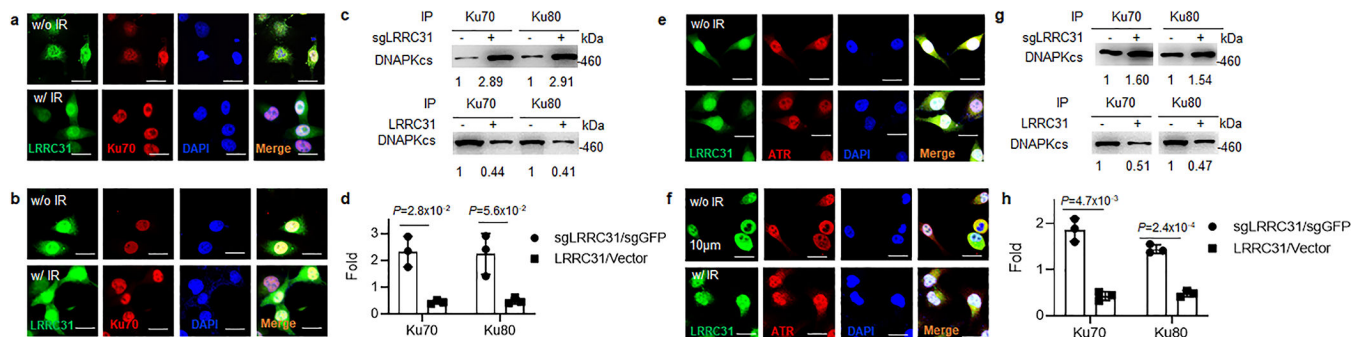 a
w/o IR
w/ IR
LRRC31
Ku70
DAPI
Merge
b
w/o IR
w/ IR
LRRC31
Ku70
DAPI
Merge
c
IP Ku70 Ku80
sgLRRC31 - + - + kDa
DNAPKcs -460
1 2.89 1 2.91
IP Ku70 Ku80
LRRC31 - + - + kDa
DNAPKcs -460
1 0.44 1 0.41
d
P=2.8x10-2 P=5.6x10-2
4
3
2
1
0
Fold
Ku70 Ku80
sgLRRC31/sgGFP
LRRC31/Vector
e
w/o IR
w/ IR
LRRC31
ATR
DAPI
Merge
f
w/o IR
10μm
w/ IR
LRRC31
ATR
DAPI
Merge
g
IP Ku70 Ku80
sgLRRC31 - + - + kDa
DNAPKcs -460
1 1.60 1 1.54
IP Ku70 Ku80
LRRC31 - + - + kDa
DNAPKcs -460
1 0.51 1 0.47
h
P=4.7x10-3
P=2.4x10-4
2
1
0
Fold
Ku70 Ku80
sgLRRC31/sgGFP
LRRC31/Vector